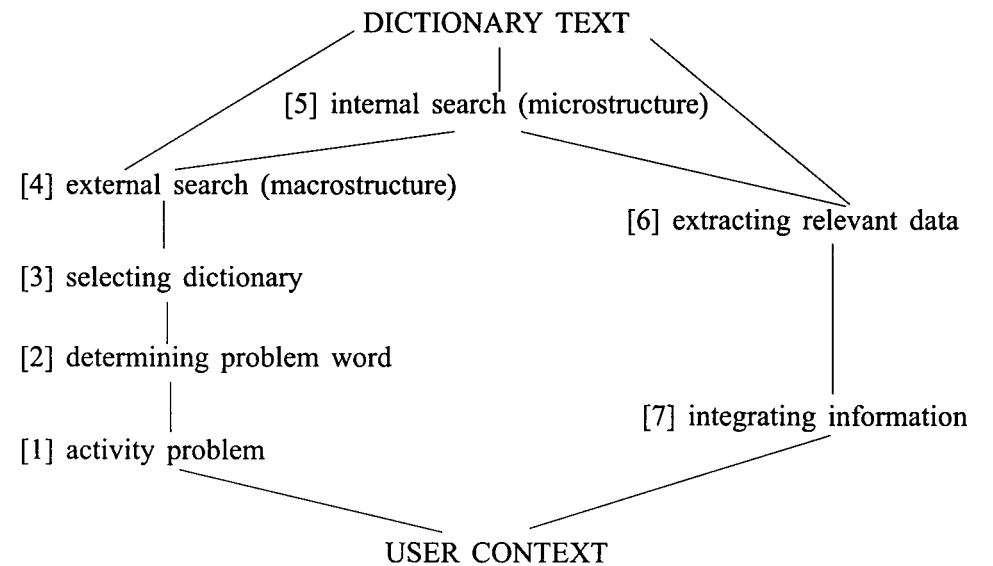 DICTIONARY TEXT
[5] internal search (microstructure)
[4] external search (macrostructure)
[6] extracting relevant data
[3] selecting dictionary
[2] determining problem word
[7] integrating information
[1] activity problem
USER CONTEXT